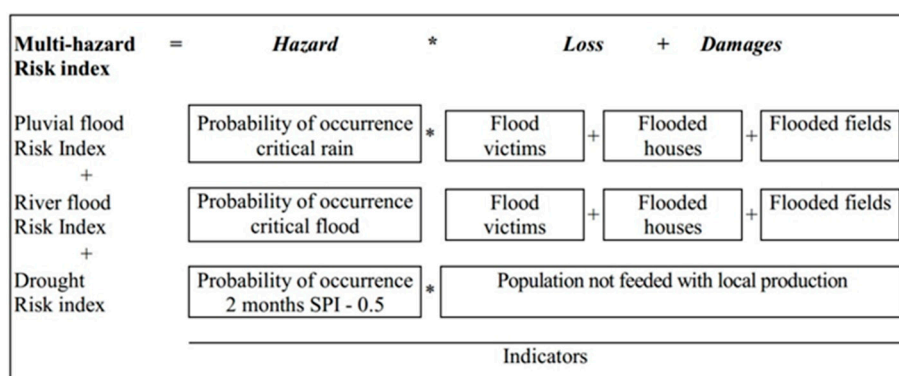 Multi-hazard = Hazard * Loss + Damages
Risk index
Pluvial flood Probability of occurrence * Flood + Flooded + Flooded fields
Risk Index critical rain victims houses
+
River flood Probability of occurrence Flood + Flooded + Flooded fields
Risk Index critical flood victims houses
+
Drought Probability of occurrence * Population not feeded with local production
Risk index 2 months SPI - 0.5
Indicators